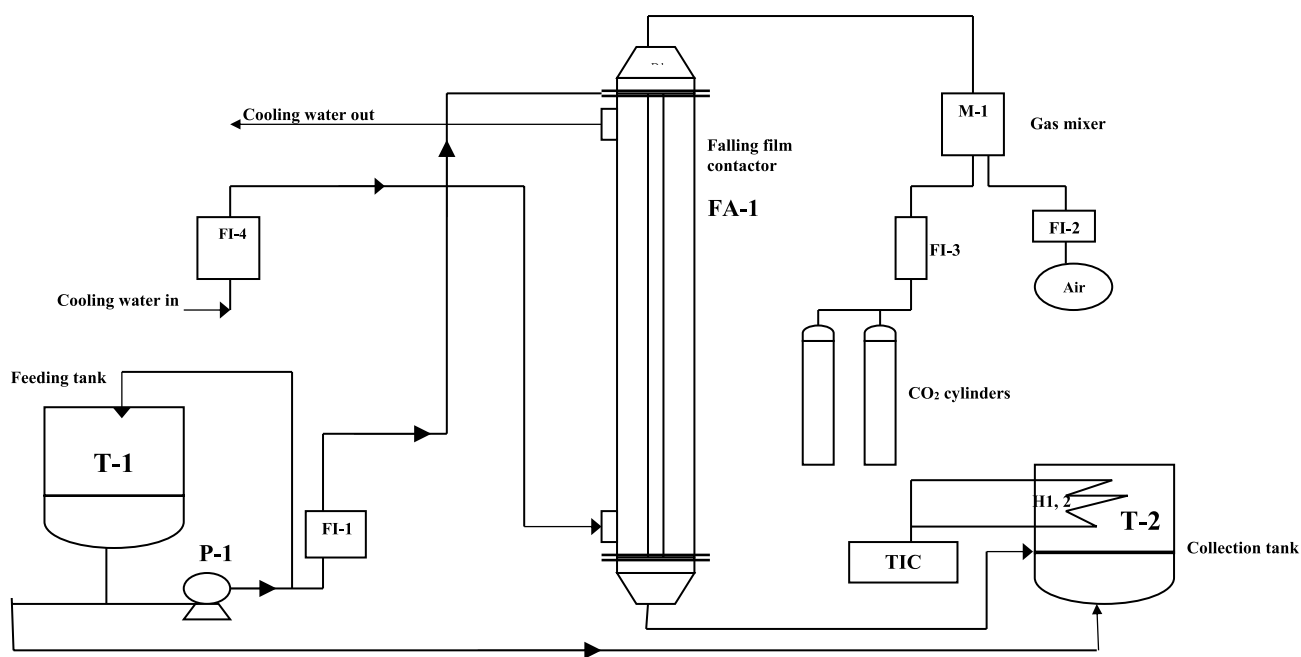 M-1
Gas mixer
Cooling water out
Falling film
contactor
FA-1
FI-4
FI-2
FI-3
Cooling water in
Air
Feeding tank
CO₂ cylinders
T-1
H1, 2
T-2
FI-1
P-1
TIC
Collection tank